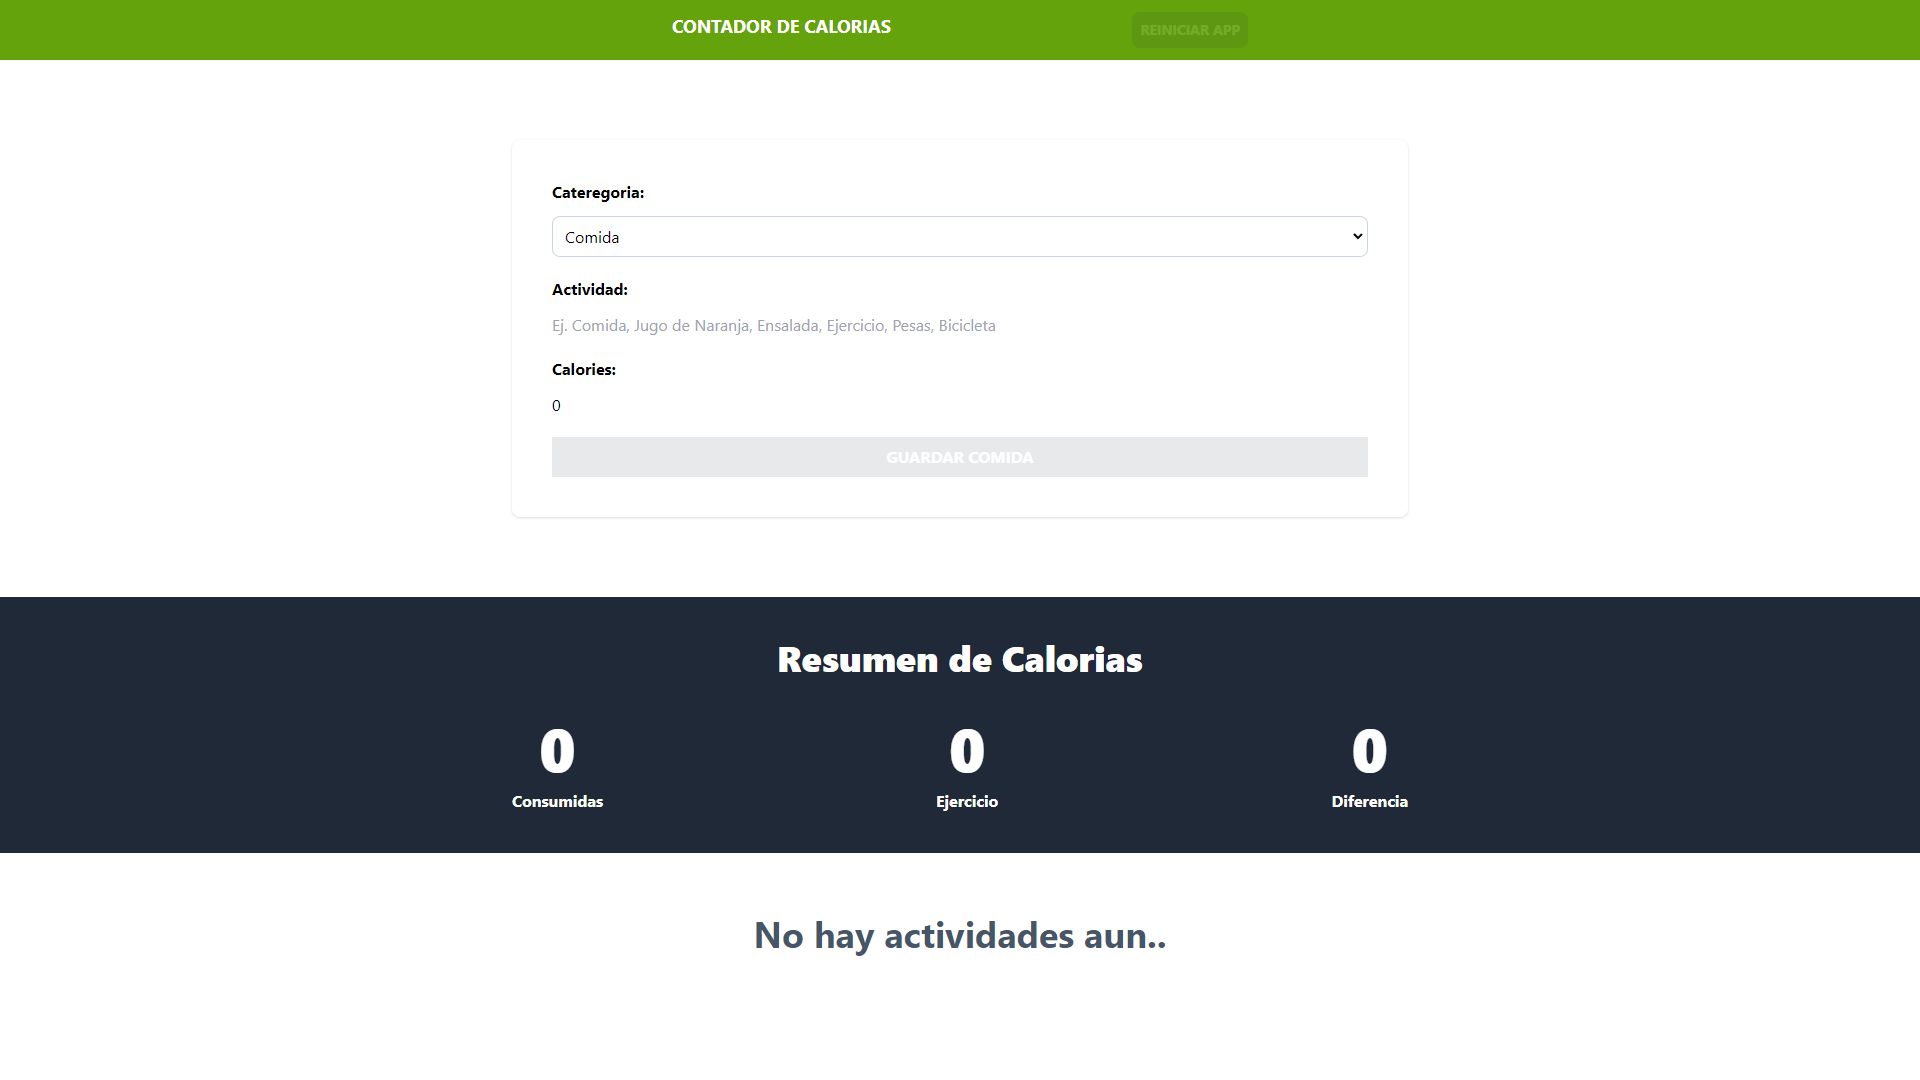 CONTADOR DE CALORIAS
REINICIAR APP
Cateregoria:
Comida
Actividad:
Ej. Comida, Jugo de Naranja, Ensalada, Ejercicio, Pesas, Bicicleta
Calories:
0
GUARDAR COMIDA
Resumen de Calorias
0 0 0
Consumidas Ejercicio Diferencia
No hay actividades aun..